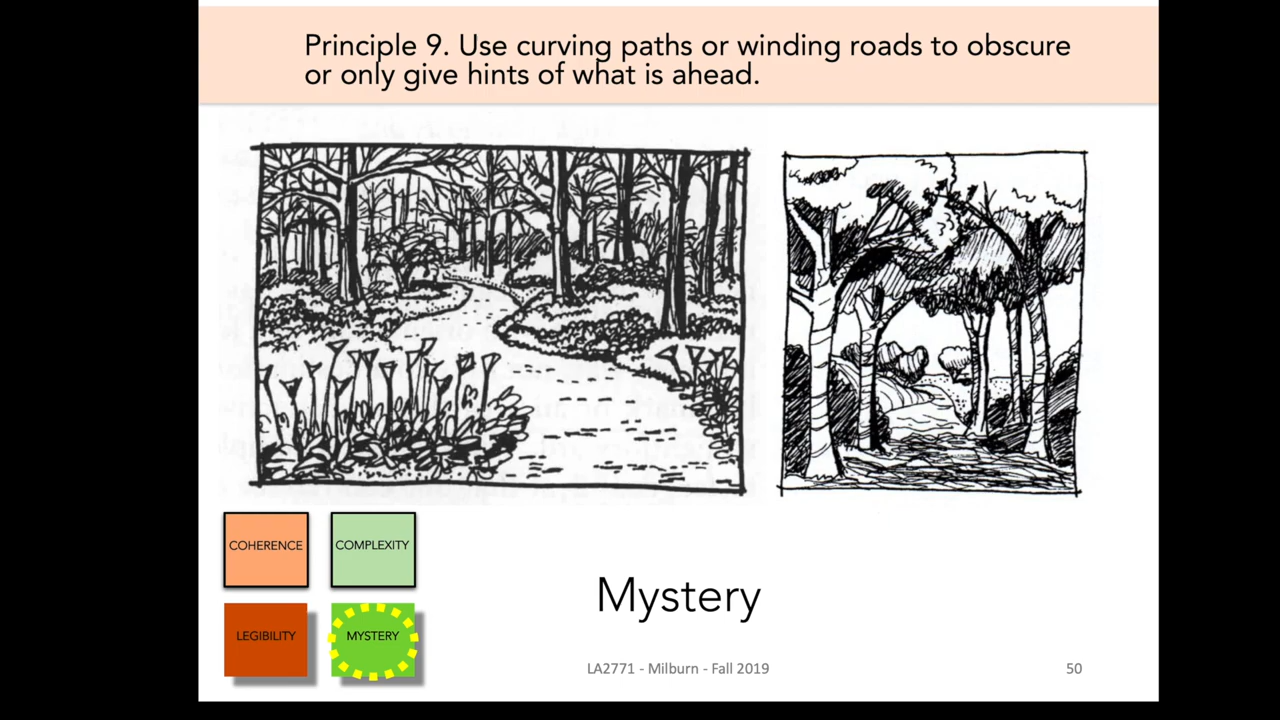 Principle 9. Use curving paths or winding roads to obscure
or only give hints of what is ahead.
COHERENCE
COMPLEXITY
LEGIBILITY
MYSTERY
Mystery
LA2771 - Milburn - Fall 2019
50